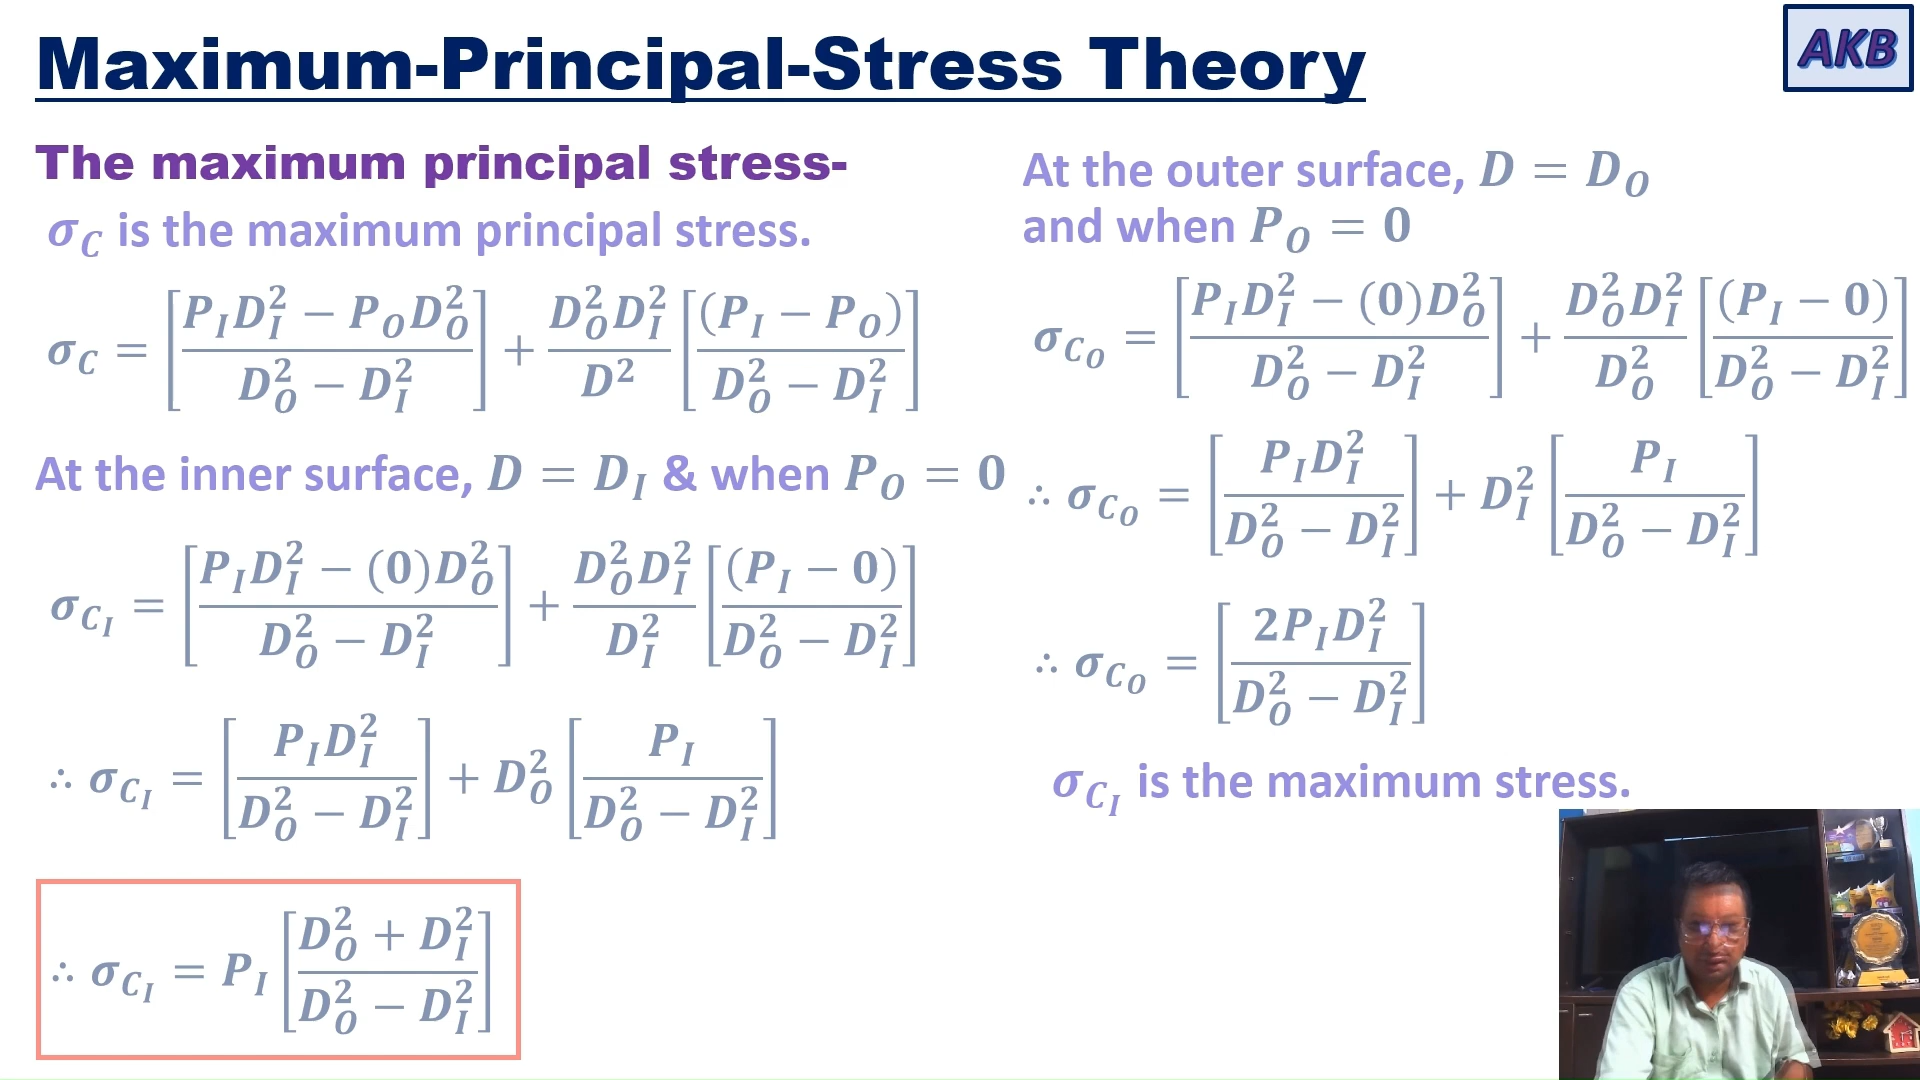 Maximum-Principal-Stress Theory
AKB
The maximum principal stress-
σ_C is the maximum principal stress.
σ_C = [(P_I D_I^2 − P_O D_O^2) / (D_O^2 − D_I^2)] + (D_O^2 D_I^2 / D^2) [(P_I − P_O) / (D_O^2 − D_I^2)]
At the inner surface, D = D_I & when P_O = 0
σ_{C_I} = [(P_I D_I^2 − (0)D_O^2) / (D_O^2 − D_I^2)] + (D_O^2 D_I^2 / D_I^2) [(P_I − 0) / (D_O^2 − D_I^2)]
∴ σ_{C_I} = [P_I D_I^2 / (D_O^2 − D_I^2)] + D_O^2 [P_I / (D_O^2 − D_I^2)]
∴ σ_{C_I} = P_I [(D_O^2 + D_I^2) / (D_O^2 − D_I^2)]
At the outer surface, D = D_O
and when P_O = 0
σ_{C_O} = [(P_I D_I^2 − (0)D_O^2) / (D_O^2 − D_I^2)] + (D_O^2 D_I^2 / D_O^2) [(P_I − 0) / (D_O^2 − D_I^2)]
∴ σ_{C_O} = [P_I D_I^2 / (D_O^2 − D_I^2)] + D_I^2 [P_I / (D_O^2 − D_I^2)]
∴ σ_{C_O} = [2P_I D_I^2 / (D_O^2 − D_I^2)]
σ_{C_I} is the maximum stress.